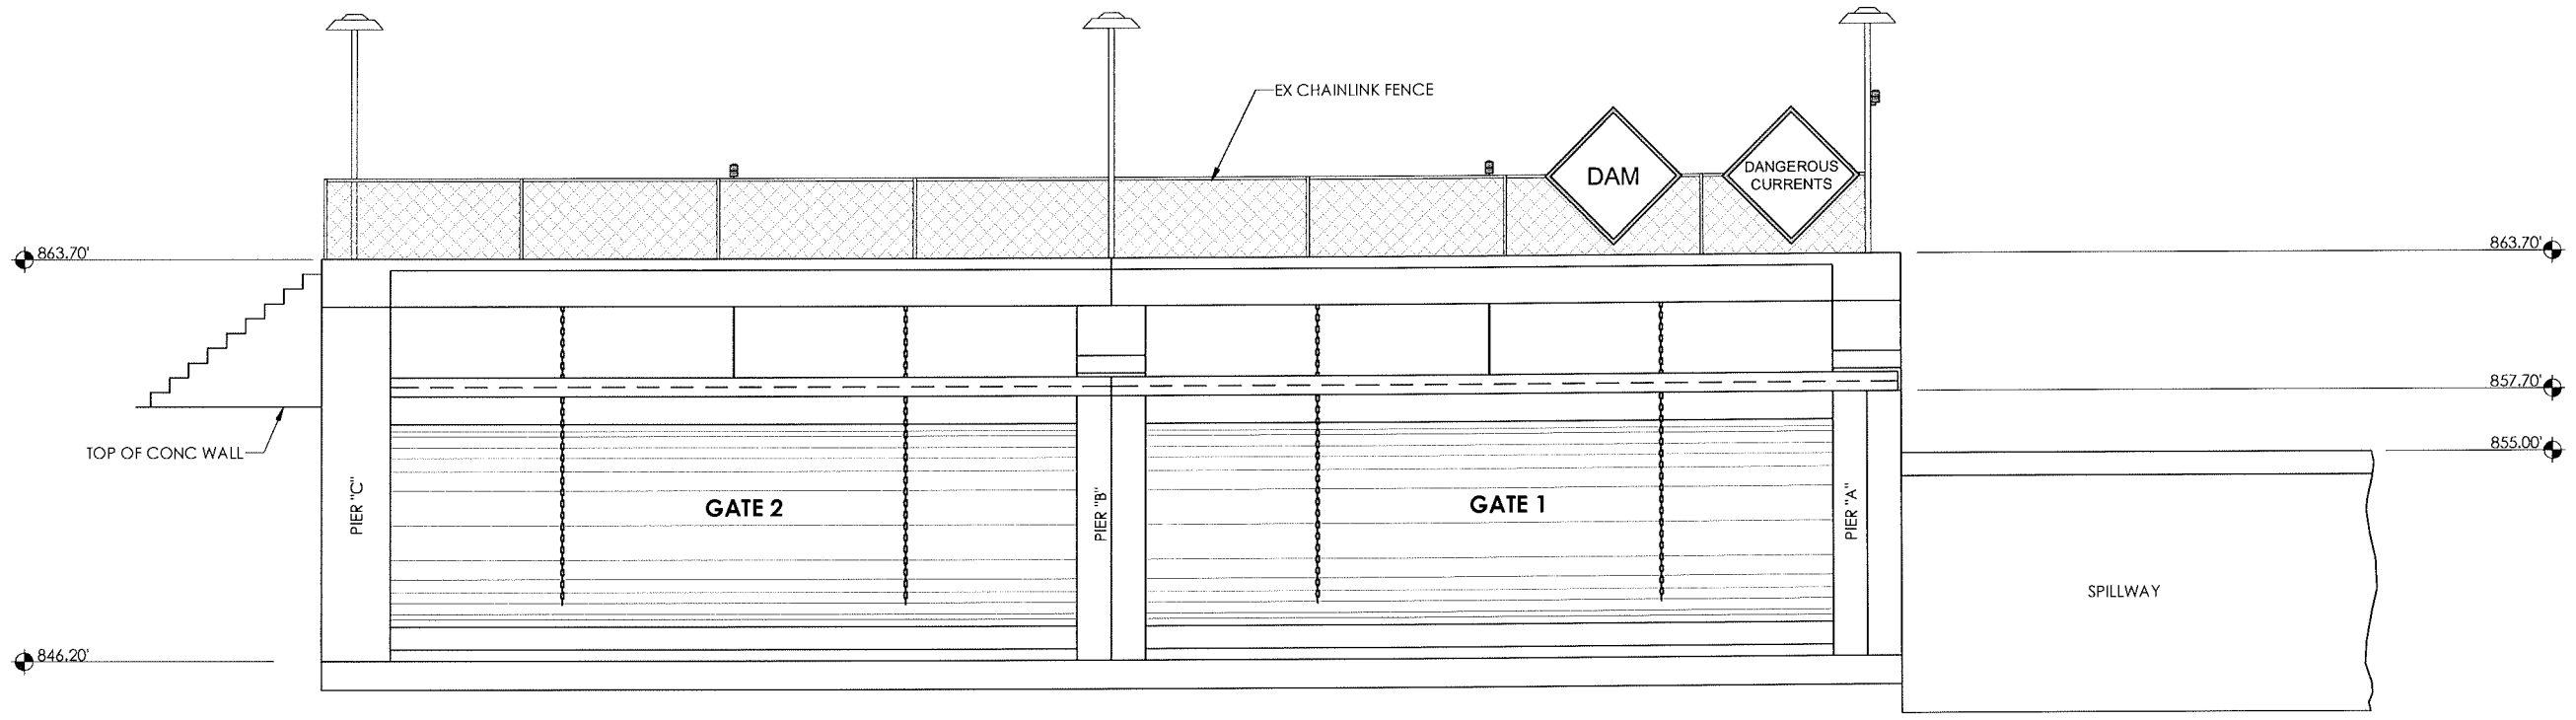 EX CHAINLINK FENCE
DAM
DANGEROUS
CURRENTS
863.70'
863.70'
857.70'
TOP OF CONC WALL
855.00'
PIER "C"
GATE 2
PIER "B"
GATE 1
PIER "A"
SPILLWAY
846.20'